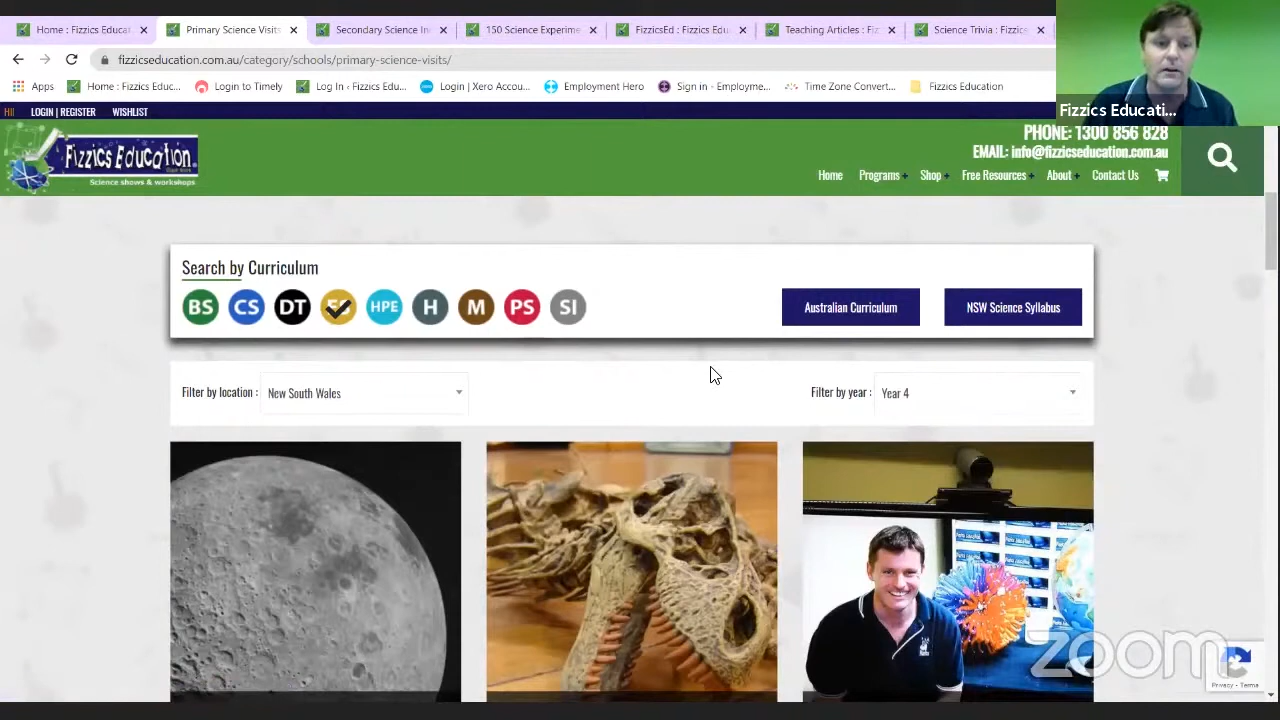 Home : Fizzics Educat
Primary Science Visits
Secondary Science In
150 Science Experime
FizzicsEd : Fizzics Ed
Teaching Articles : Fi
Science Trivia : Fizzics
fizzicseducation.com.au/category/schools/primary-science-visits/
Apps
Home : Fizzics Educ...
Login to Timely
Log In ‹ Fizzics Edu...
Login | Xero Accou...
Employment Hero
Sign in - Employme...
Time Zone Convert...
Fizzics Education
Fizzics Educati...
HI!
LOGIN | REGISTER
WISHLIST
PHONE: 1300 856 828
EMAIL: info@fizzicseducation.com.au
Fizzics Education
Science shows & workshops
Home
Programs
Shop
Free Resources
About
Contact Us
Search by Curriculum
BS
CS
DT
HPE
H
M
PS
SI
Australian Curriculum
NSW Science Syllabus
Filter by location :
New South Wales
Filter by year :
Year 4
zoom
Privacy - Terms